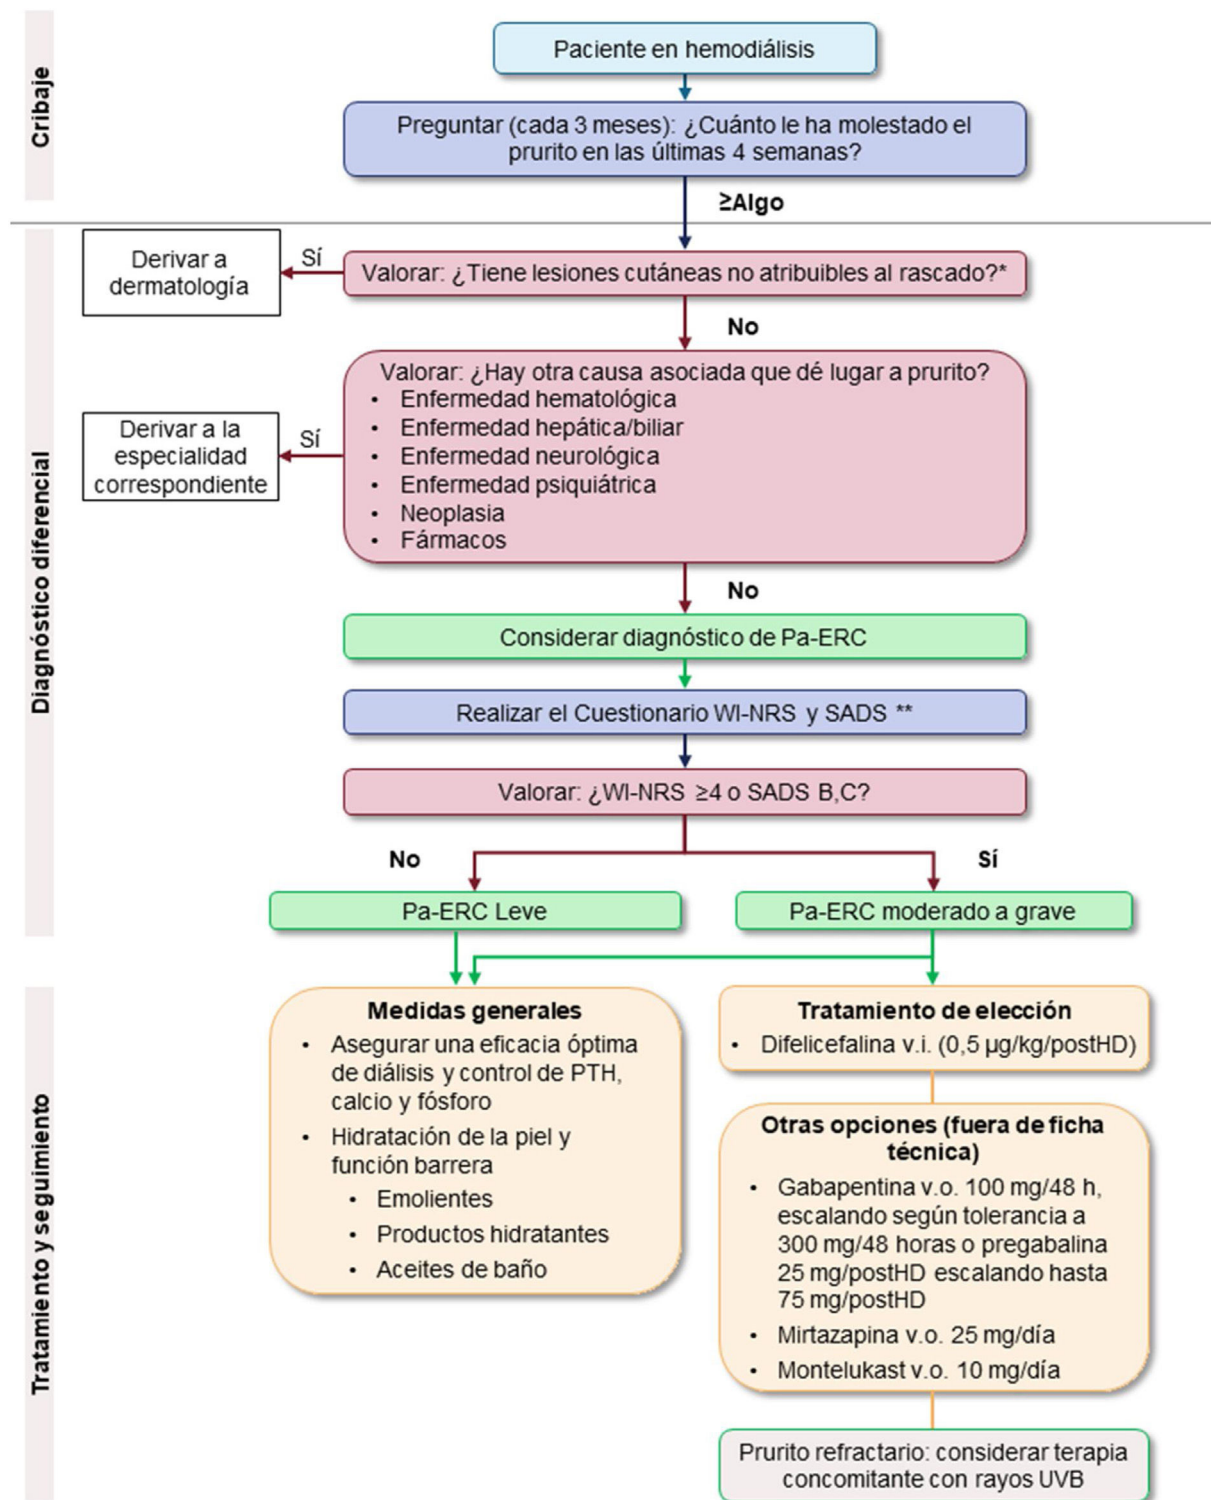 Cribaje
Paciente en hemodiálisis
Preguntar (cada 3 meses): ¿Cuánto le ha molestado el
prurito en las últimas 4 semanas?
≥Algo
Diagnóstico diferencial
Valorar: ¿Tiene lesiones cutáneas no atribuibles al rascado?*
Sí
Derivar a
dermatología
No
Valorar: ¿Hay otra causa asociada que dé lugar a prurito?
• Enfermedad hematológica
• Enfermedad hepática/biliar
• Enfermedad neurológica
• Enfermedad psiquiátrica
• Neoplasia
• Fármacos
Sí
Derivar a la
especialidad
correspondiente
No
Considerar diagnóstico de Pa-ERC
Realizar el Cuestionario WI-NRS y SADS **
Valorar: ¿WI-NRS ≥4 o SADS B,C?
No
Sí
Pa-ERC Leve
Pa-ERC moderado a grave
Tratamiento y seguimiento
Medidas generales
• Asegurar una eficacia óptima
de diálisis y control de PTH,
calcio y fósforo
• Hidratación de la piel y
función barrera
• Emolientes
• Productos hidratantes
• Aceites de baño
Tratamiento de elección
• Difelicefalina v.i. (0,5 µg/kg/postHD)
Otras opciones (fuera de ficha
técnica)
• Gabapentina v.o. 100 mg/48 h,
escalando según tolerancia a
300 mg/48 horas o pregabalina
25 mg/postHD escalando hasta
75 mg/postHD
• Mirtazapina v.o. 25 mg/día
• Montelukast v.o. 10 mg/día
Prurito refractario: considerar terapia
concomitante con rayos UVB